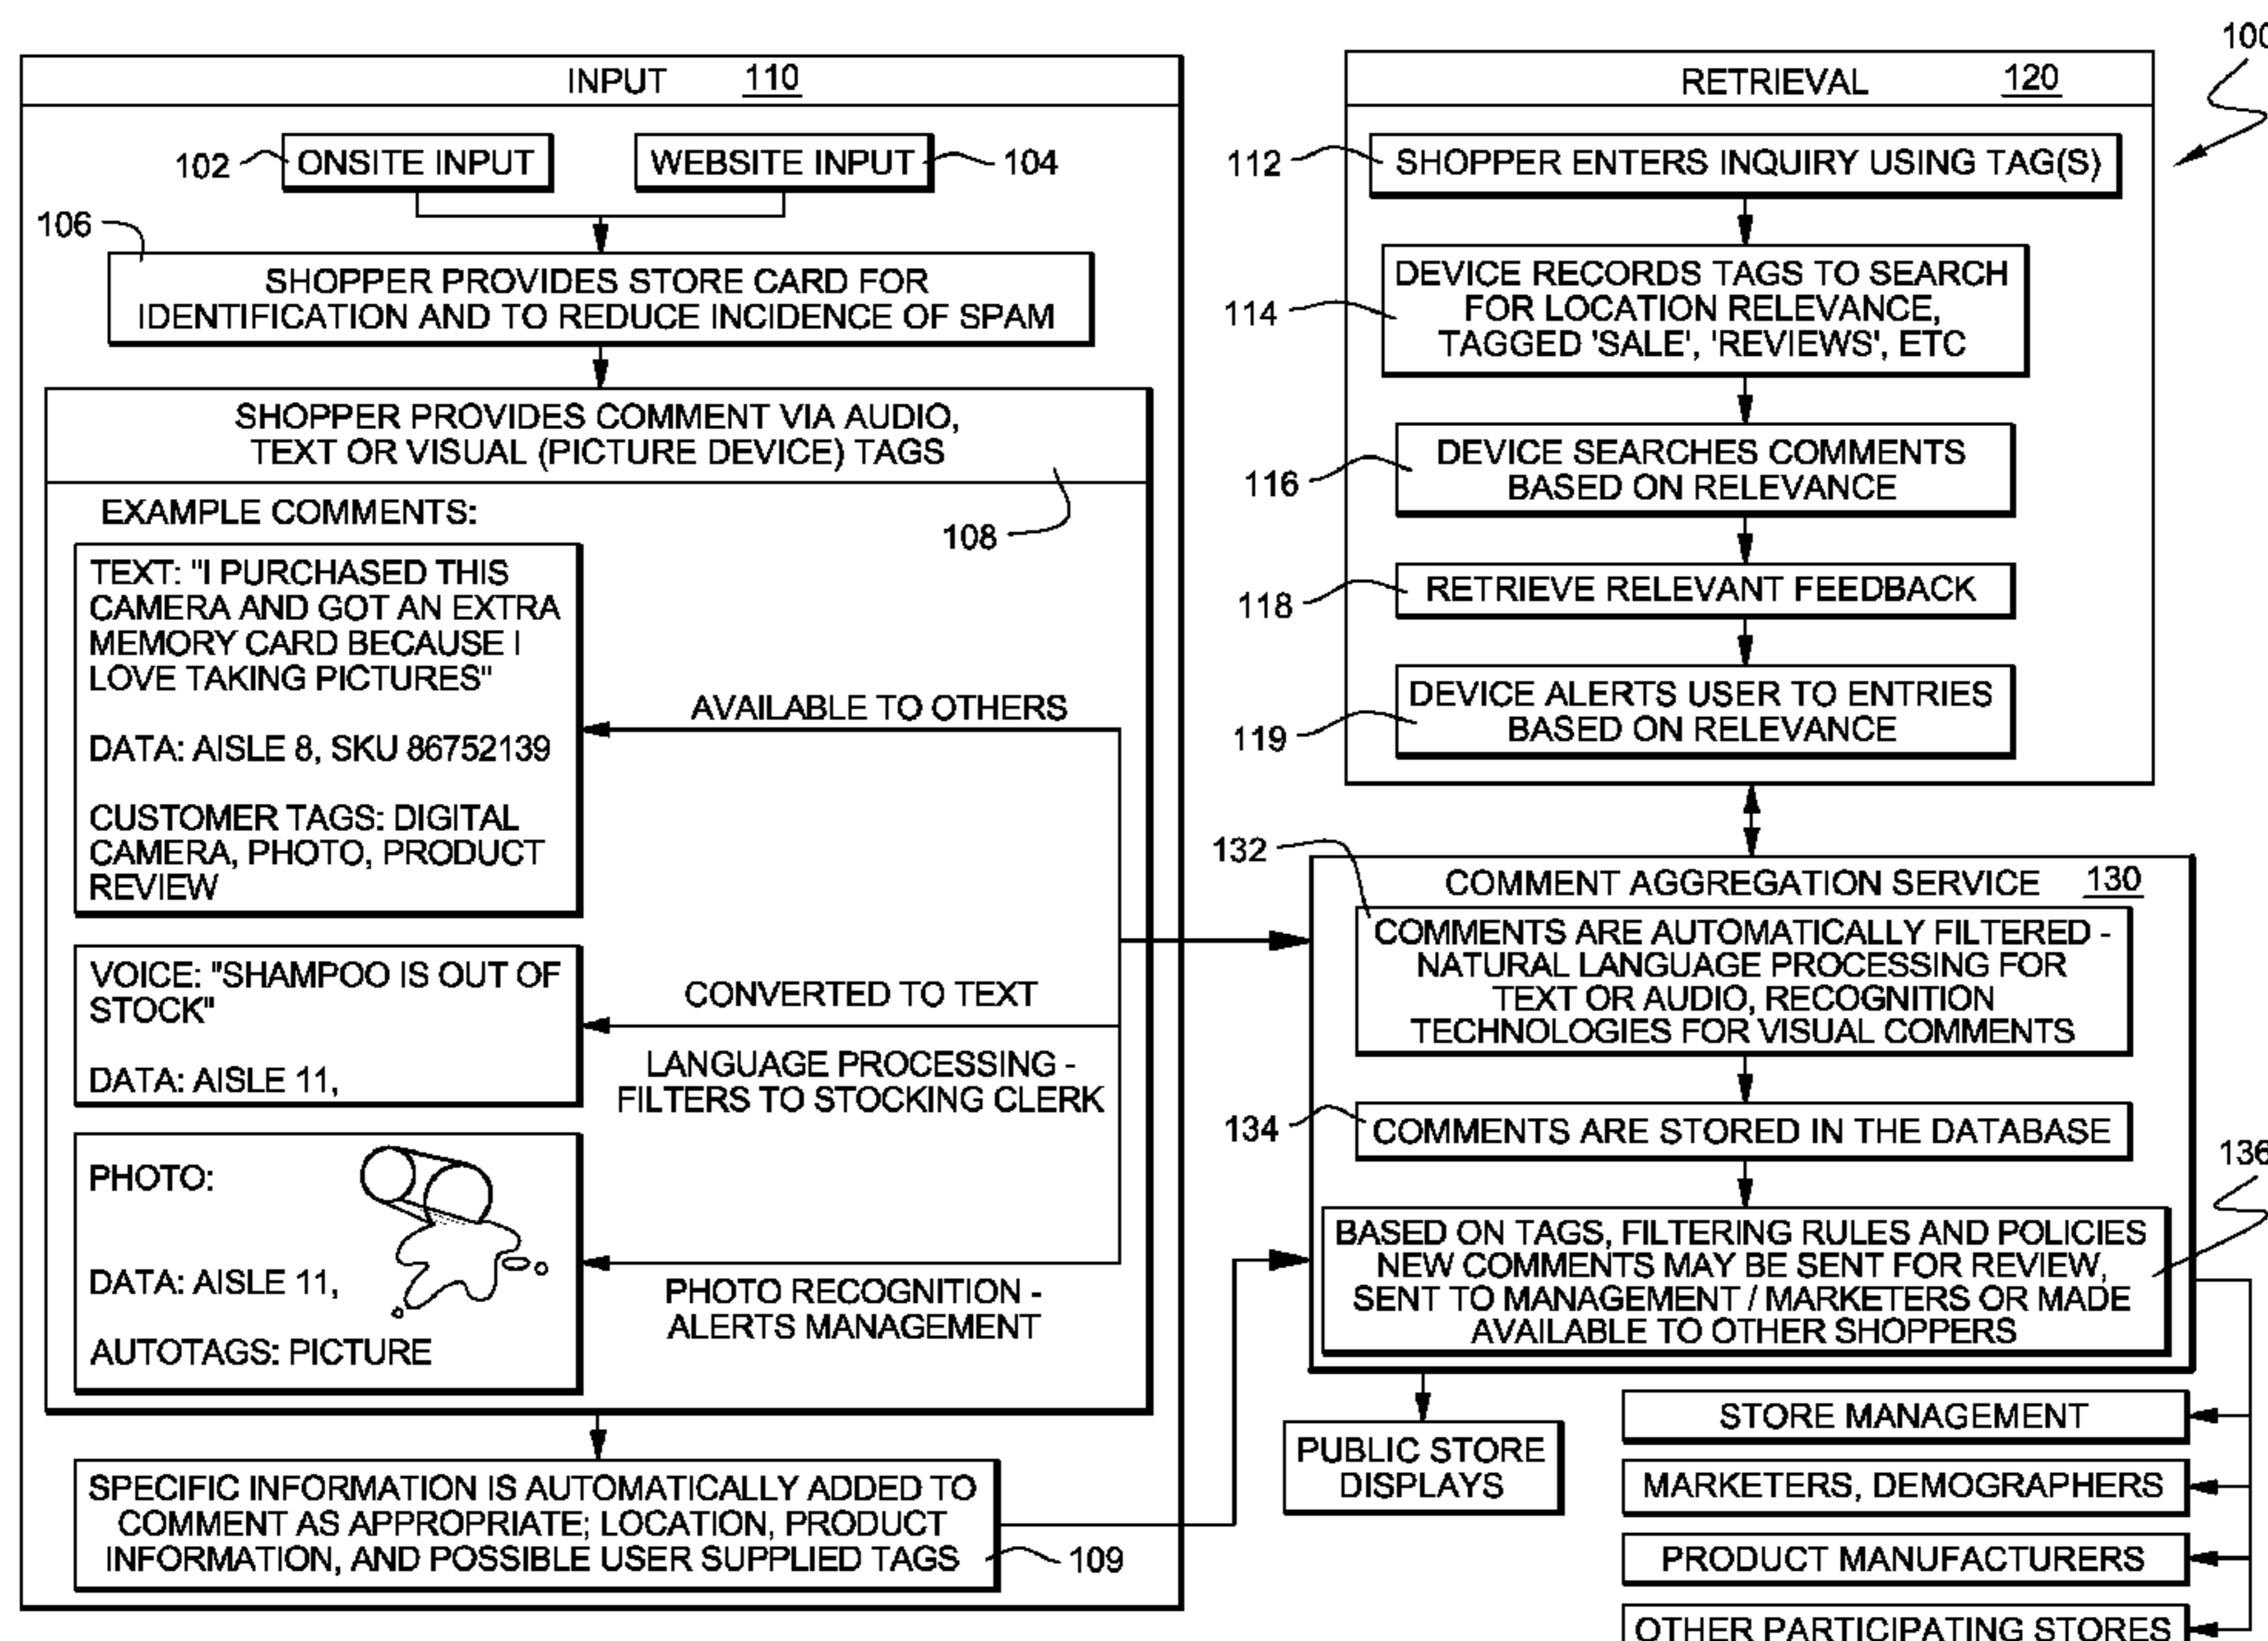 100
INPUT 110
102 ONSITE INPUT
WEBSITE INPUT 104
106
SHOPPER PROVIDES STORE CARD FOR
IDENTIFICATION AND TO REDUCE INCIDENCE OF SPAM
SHOPPER PROVIDES COMMENT VIA AUDIO,
TEXT OR VISUAL (PICTURE DEVICE) TAGS
108
EXAMPLE COMMENTS:
TEXT: "I PURCHASED THIS
CAMERA AND GOT AN EXTRA
MEMORY CARD BECAUSE I
LOVE TAKING PICTURES"
DATA: AISLE 8, SKU 86752139
CUSTOMER TAGS: DIGITAL
CAMERA, PHOTO, PRODUCT
REVIEW
AVAILABLE TO OTHERS
VOICE: "SHAMPOO IS OUT OF
STOCK"
DATA: AISLE 11,
CONVERTED TO TEXT
LANGUAGE PROCESSING -
FILTERS TO STOCKING CLERK
PHOTO:
DATA: AISLE 11,
AUTOTAGS: PICTURE
PHOTO RECOGNITION -
ALERTS MANAGEMENT
SPECIFIC INFORMATION IS AUTOMATICALLY ADDED TO
COMMENT AS APPROPRIATE; LOCATION, PRODUCT
INFORMATION, AND POSSIBLE USER SUPPLIED TAGS
109
RETRIEVAL 120
112 SHOPPER ENTERS INQUIRY USING TAG(S)
114
DEVICE RECORDS TAGS TO SEARCH
FOR LOCATION RELEVANCE,
TAGGED 'SALE', 'REVIEWS', ETC
116
DEVICE SEARCHES COMMENTS
BASED ON RELEVANCE
118 RETRIEVE RELEVANT FEEDBACK
119
DEVICE ALERTS USER TO ENTRIES
BASED ON RELEVANCE
132
COMMENT AGGREGATION SERVICE 130
COMMENTS ARE AUTOMATICALLY FILTERED -
NATURAL LANGUAGE PROCESSING FOR
TEXT OR AUDIO, RECOGNITION
TECHNOLOGIES FOR VISUAL COMMENTS
134 COMMENTS ARE STORED IN THE DATABASE
136
BASED ON TAGS, FILTERING RULES AND POLICIES
NEW COMMENTS MAY BE SENT FOR REVIEW,
SENT TO MANAGEMENT / MARKETERS OR MADE
AVAILABLE TO OTHER SHOPPERS
PUBLIC STORE
DISPLAYS
STORE MANAGEMENT
MARKETERS, DEMOGRAPHERS
PRODUCT MANUFACTURERS
OTHER PARTICIPATING STORES